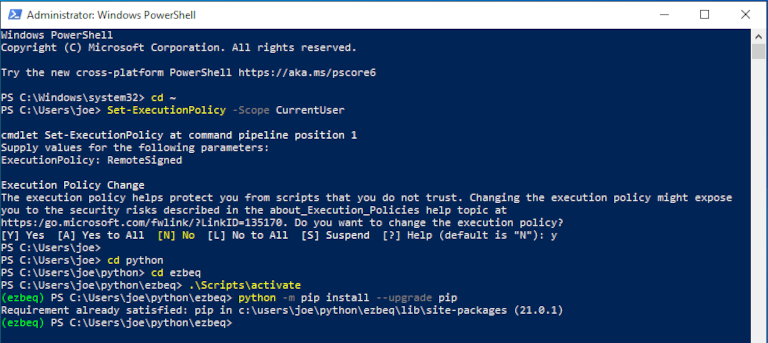 Administrator: Windows PowerShell
Windows PowerShell
Copyright (C) Microsoft Corporation. All rights reserved.
Try the new cross-platform PowerShell https://aka.ms/pscore6
PS C:\Windows\system32> cd ~
PS C:\Users\joe> Set-ExecutionPolicy -Scope CurrentUser
cmdlet Set-ExecutionPolicy at command pipeline position 1
Supply values for the following parameters:
ExecutionPolicy: RemoteSigned
Execution Policy Change
The execution policy helps protect you from scripts that you do not trust. Changing the execution policy might expose
you to the security risks described in the about_Execution_Policies help topic at
https:/go.microsoft.com/fwlink/?LinkID=135170. Do you want to change the execution policy?
[Y] Yes  [A] Yes to All  [N] No  [L] No to All  [S] Suspend  [?] Help (default is "N"): y
PS C:\Users\joe>
PS C:\Users\joe> cd python
PS C:\Users\joe\python> cd ezbeq
PS C:\Users\joe\python\ezbeq> .\Scripts\activate
(ezbeq) PS C:\Users\joe\python\ezbeq> python -m pip install --upgrade pip
Requirement already satisfied: pip in c:\users\joe\python\ezbeq\lib\site-packages (21.0.1)
(ezbeq) PS C:\Users\joe\python\ezbeq>